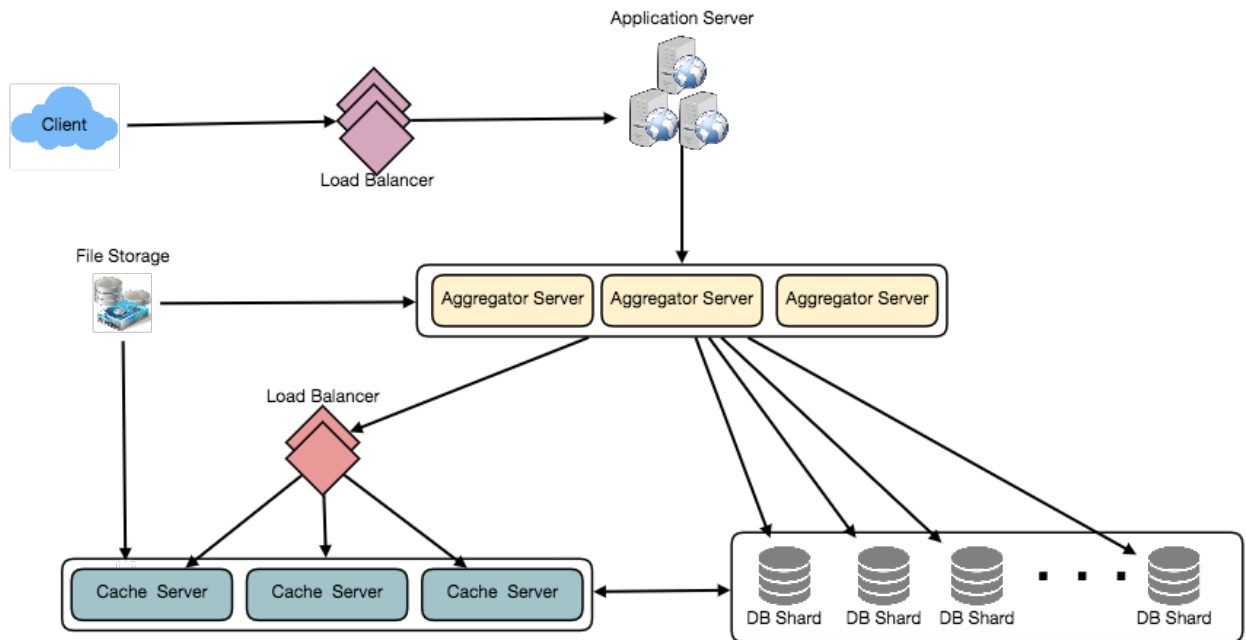 Application Server
Client
Load Balancer
File Storage
Aggregator Server
Aggregator Server
Aggregator Server
Load Balancer
Cache Server
Cache Server
Cache Server
DB Shard
DB Shard
DB Shard
. . .
DB Shard